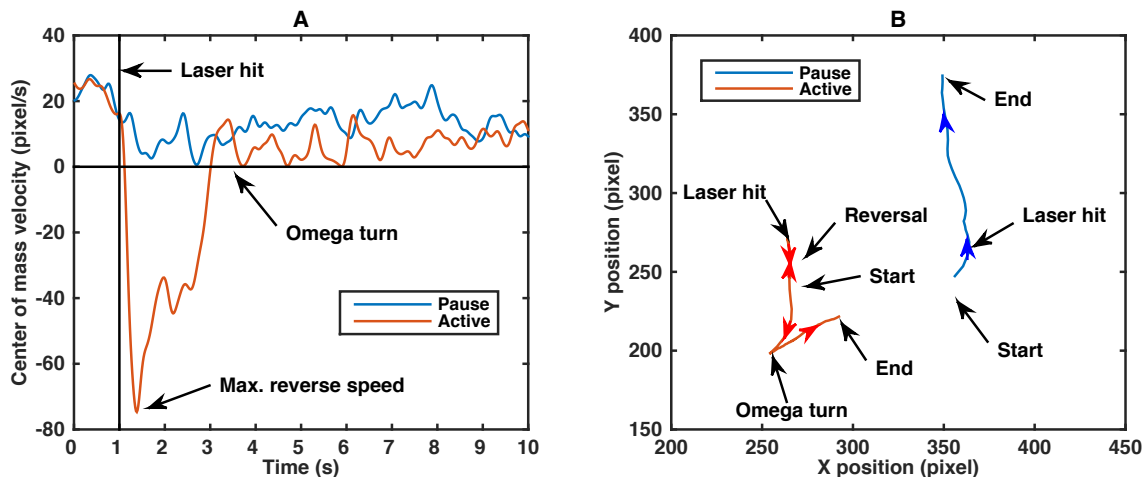 A
Center of mass velocity (pixel/s)
40
20
0
-20
-40
-60
-80
Laser hit
Omega turn
Pause
Active
Max. reverse speed
0 1 2 3 4 5 6 7 8 9 10
Time (s)
B
Y position (pixel)
400
350
300
250
200
150
Pause
Active
End
Laser hit
Reversal
Laser hit
Start
Start
End
Omega turn
200 250 300 350 400 450
X position (pixel)